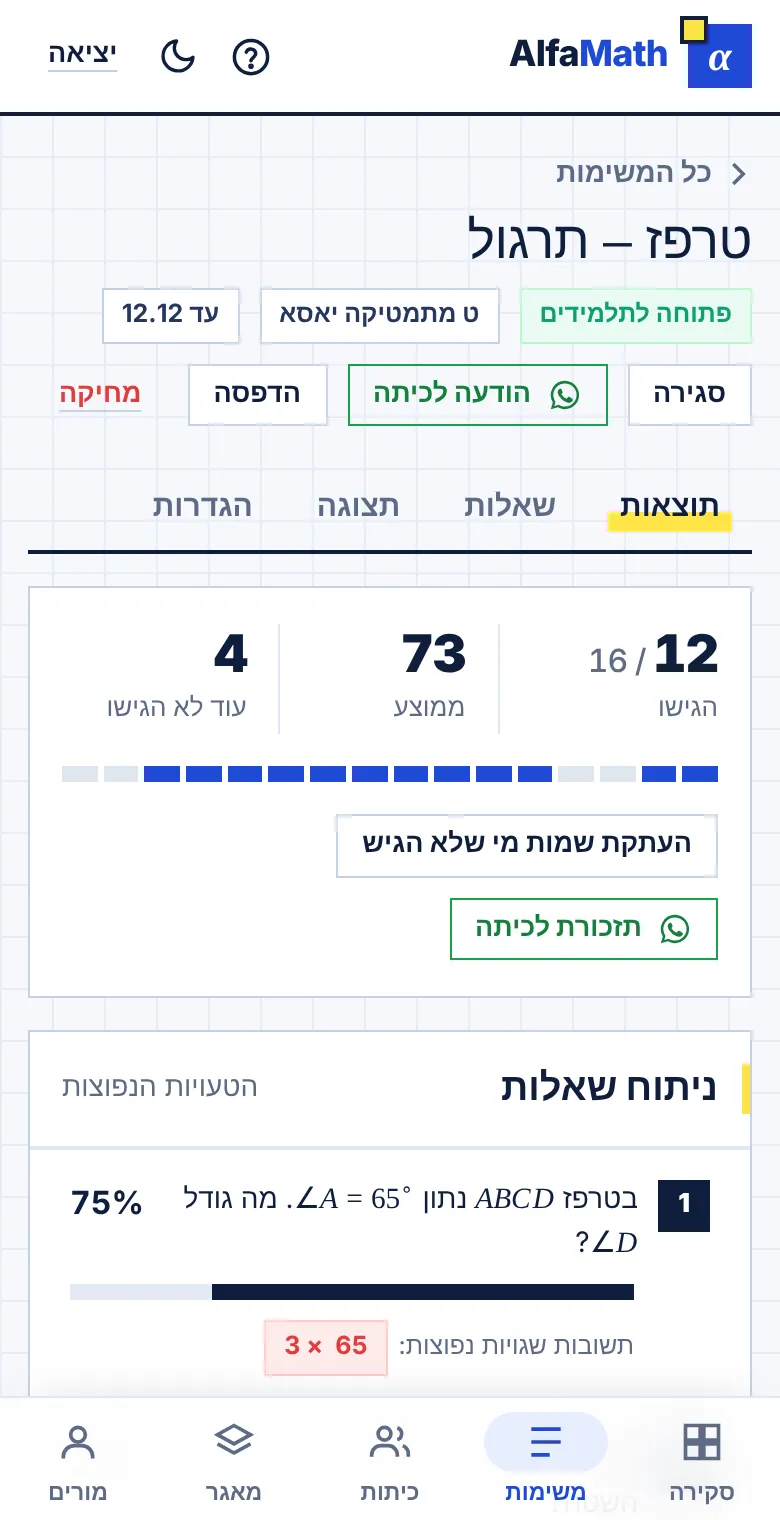 α AlfaMath יציאה
כל המשימות
טרפז – תרגול
פתוחה לתלמידים ט מתמטיקה יאסא עד 12.12
סגירה הודעה לכיתה הדפסה מחיקה
תוצאות שאלות תצוגה הגדרות
12 / 16 73 4
הגישו ממוצע עוד לא הגישו
העתקת שמות מי שלא הגיש
תזכורת לכיתה
ניתוח שאלות הטעויות הנפוצות
1 בטרפז ABCD נתון ∠A = 65°. מה גודל 75%
∠D?
תשובות שגויות נפוצות: 65 × 3
סקירה משימות כיתות מאגר מורים